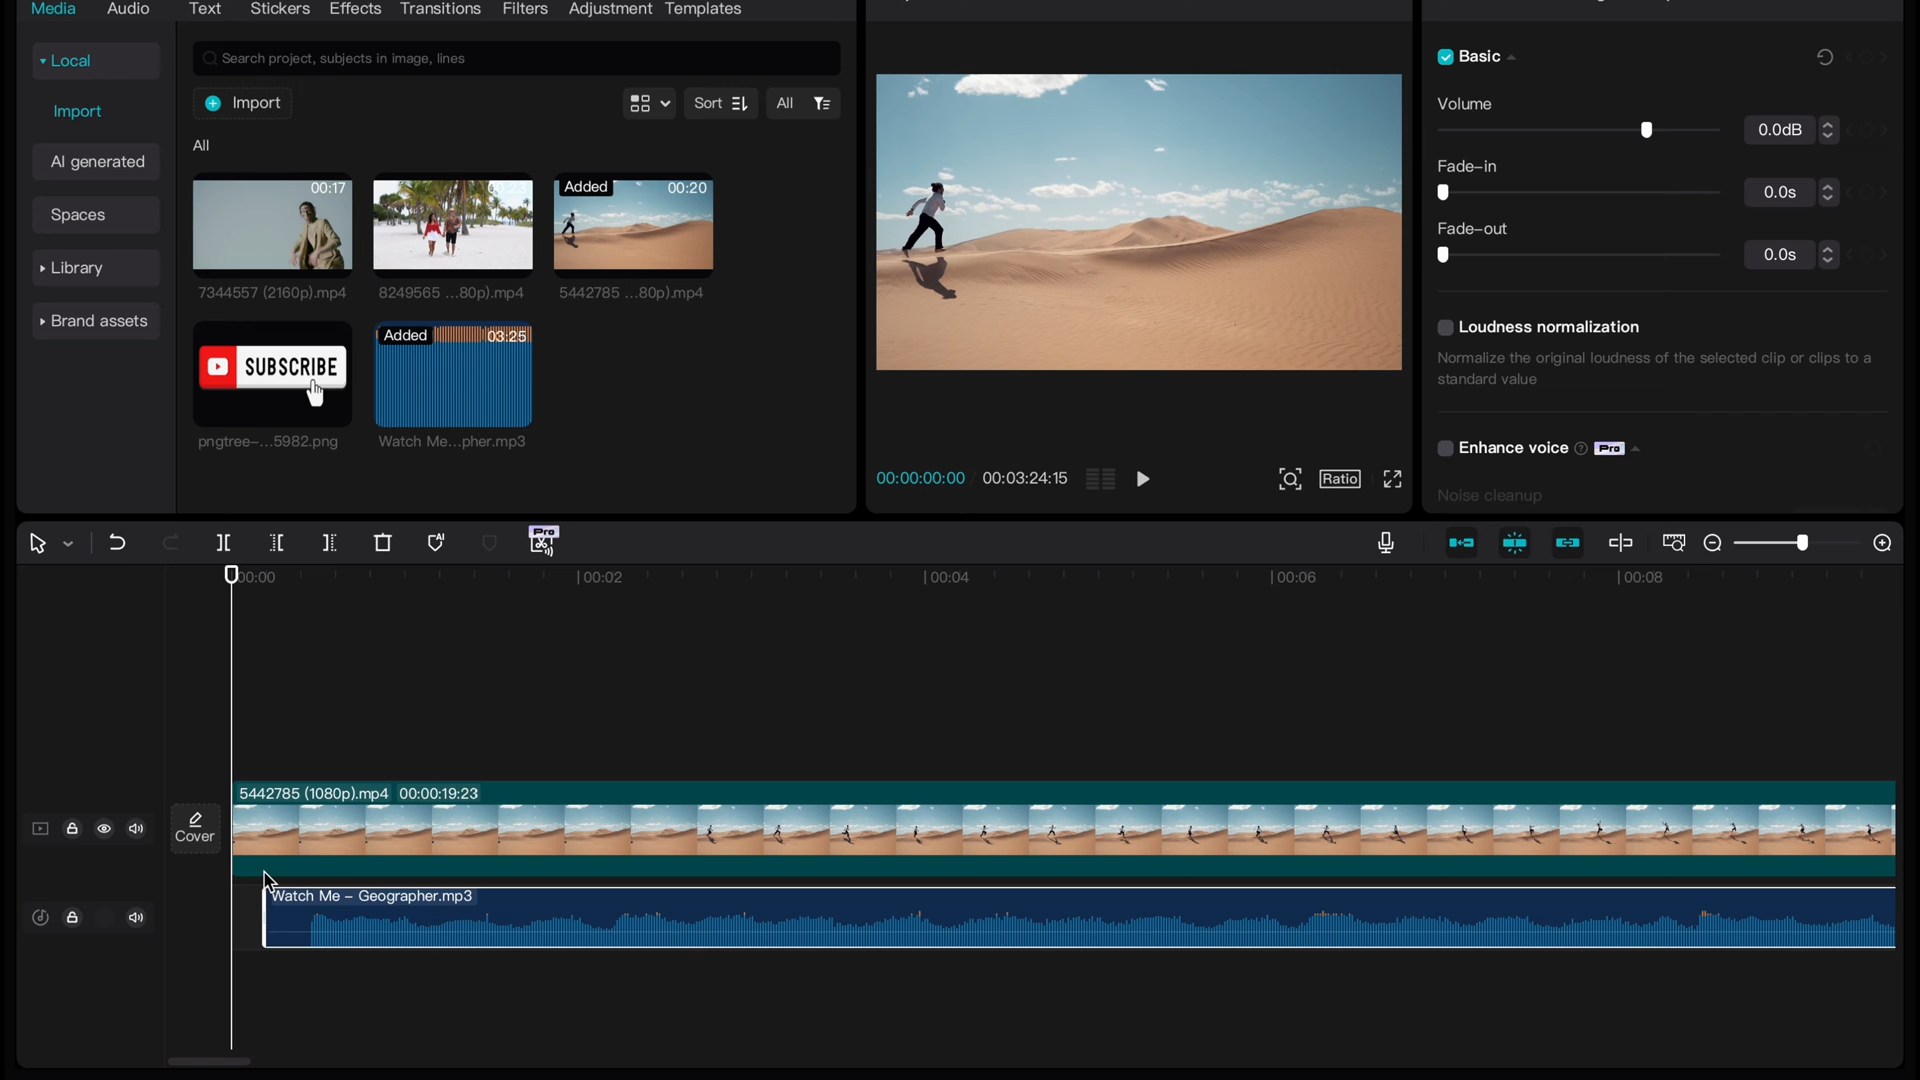 Media Audio Text Stickers Effects Transitions Filters Adjustment Templates
Local
Import
AI generated
Spaces
Library
Brand assets
Search project, subjects in image, lines
Import
Sort
All
All
00:17
00:23
Added 00:20
7344557 (2160p).mp4
8249565 ...80p).mp4
5442785 ...80p).mp4
SUBSCRIBE
Added 03:25
pngtree-...5982.png
Watch Me...pher.mp3
00:00:00:00 / 00:03:24:15
Ratio
Basic
Volume
0.0dB
Fade-in
0.0s
Fade-out
0.0s
Loudness normalization
Normalize the original loudness of the selected clip or clips to a
standard value
Enhance voice Pro
Noise cleanup
Pro
00:00 00:02 00:04 00:06 00:08
5442785 (1080p).mp4 00:00:19:23
Cover
Watch Me – Geographer.mp3